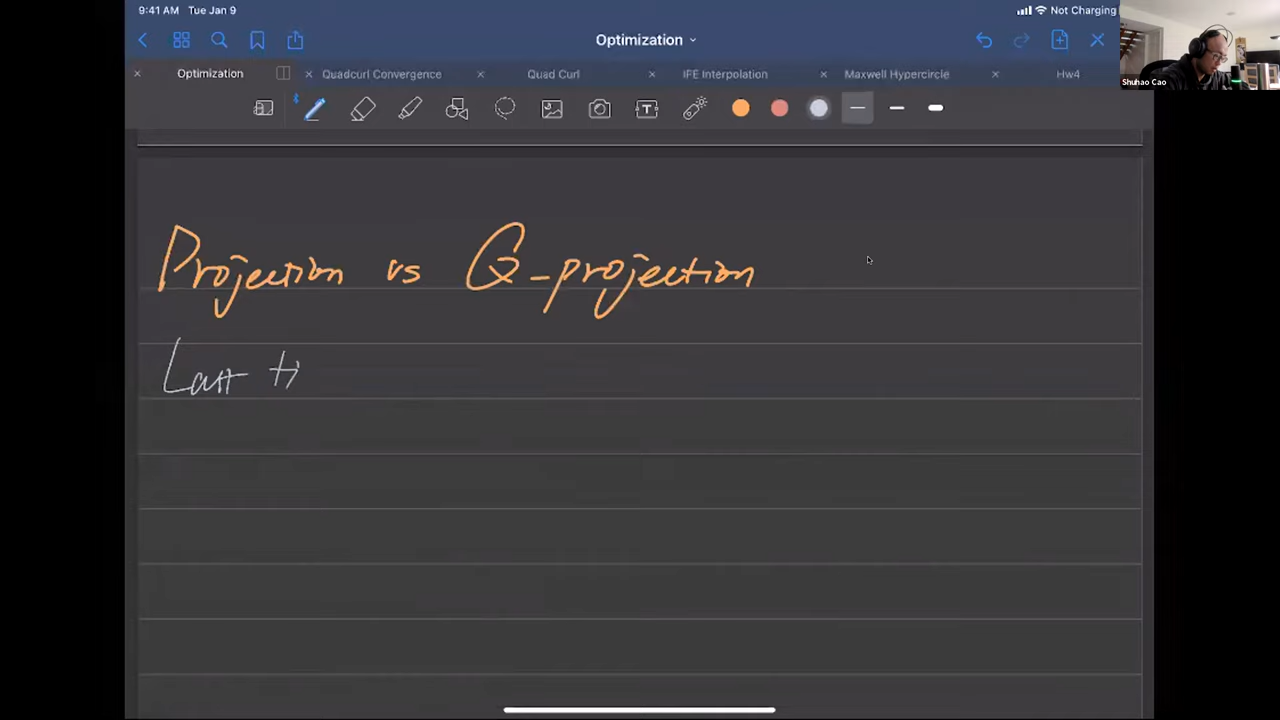 9:41 AM Tue Jan 9
Not Charging
Optimization
Shuhao Cao
Optimization
Quadcurl Convergence
Quad Curl
IFE Interpolation
Maxwell Hypercircle
Hw4
Projection vs Q-projection
Last ti